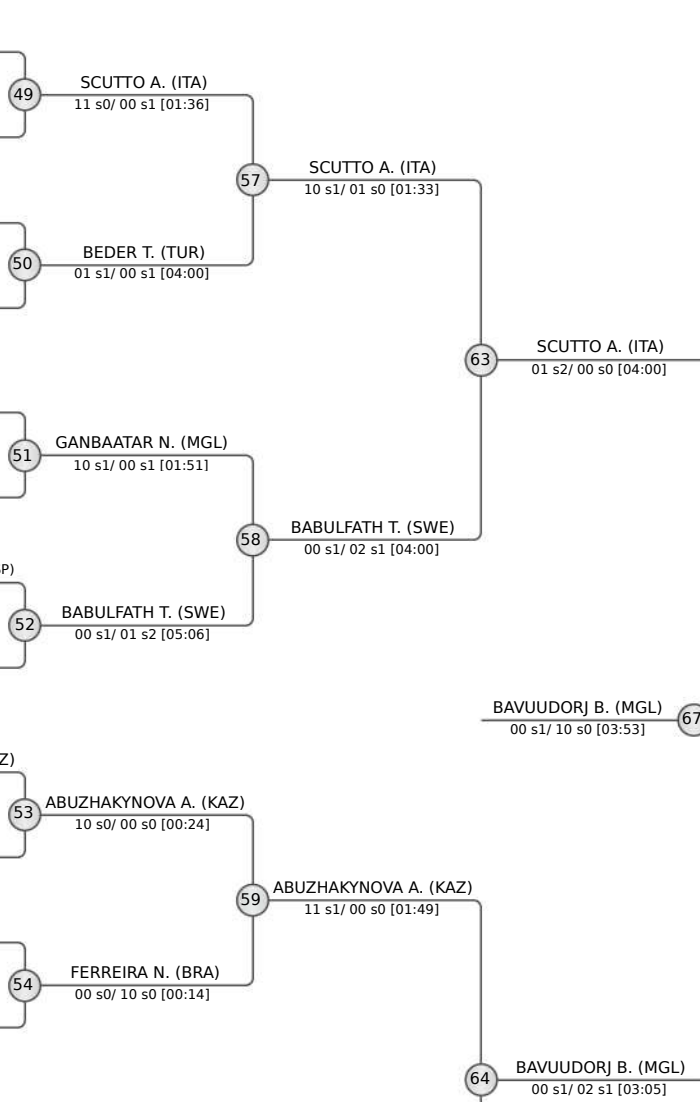 SCUTTO A. (ITA)
49
11 s0/ 00 s1 [01:36]
SCUTTO A. (ITA)
57
10 s1/ 01 s0 [01:33]
BEDER T. (TUR)
50
01 s1/ 00 s1 [04:00]
SCUTTO A. (ITA)
63
01 s2/ 00 s0 [04:00]
GANBAATAR N. (MGL)
51
10 s1/ 00 s1 [01:51]
BABULFATH T. (SWE)
58
00 s1/ 02 s1 [04:00]
P)
BABULFATH T. (SWE)
52
00 s1/ 01 s2 [05:06]
BAVUUDORJ B. (MGL)
67
00 s1/ 10 s0 [03:53]
Z)
ABUZHAKYNOVA A. (KAZ)
53
10 s0/ 00 s0 [00:24]
ABUZHAKYNOVA A. (KAZ)
59
11 s1/ 00 s0 [01:49]
FERREIRA N. (BRA)
54
00 s0/ 10 s0 [00:14]
BAVUUDORJ B. (MGL)
64
00 s1/ 02 s1 [03:05]